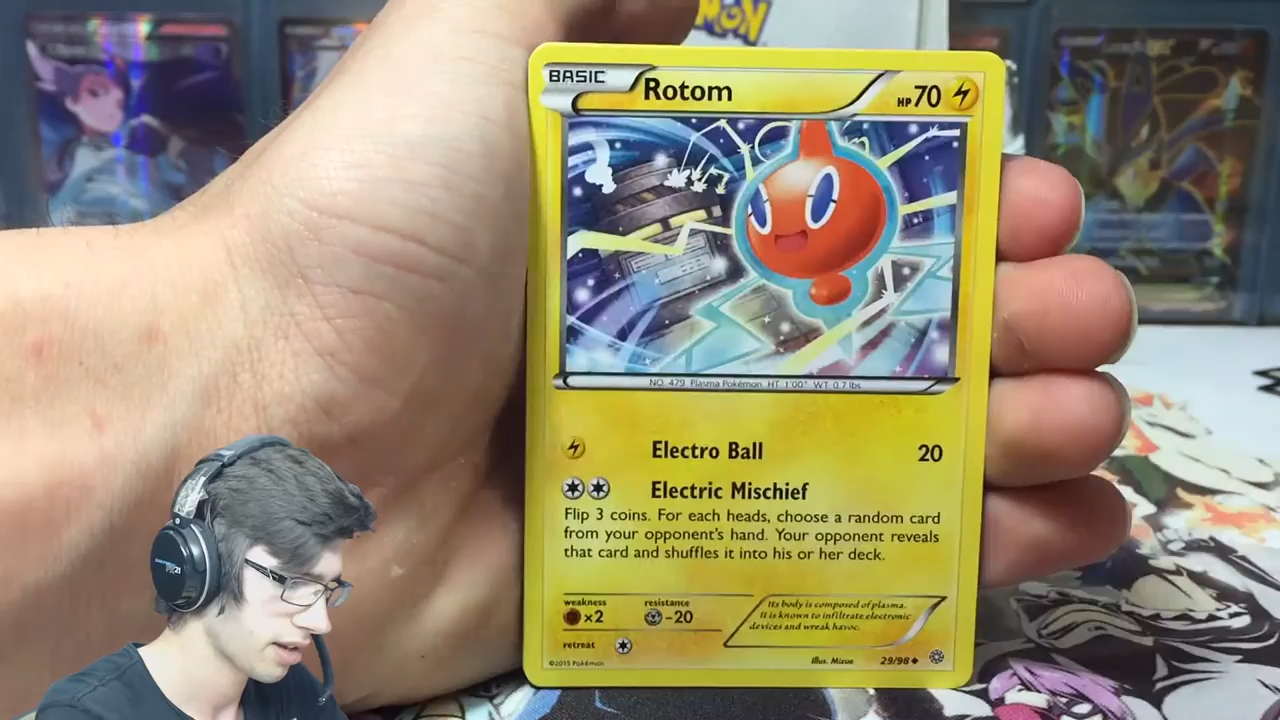 MON
BASIC
Rotom
HP70
NO. 479 Plasma Pokémon HT 1'00" WT 0.7 lbs.
Electro Ball 20
Electric Mischief
Flip 3 coins. For each heads, choose a random card
from your opponent's hand. Your opponent reveals
that card and shuffles it into his or her deck.
weakness
×2
resistance
-20
Its body is composed of plasma.
It is known to infiltrate electronic
devices and wreak havoc.
retreat
©2015 Pokémon
Illus. Mizue
29/98